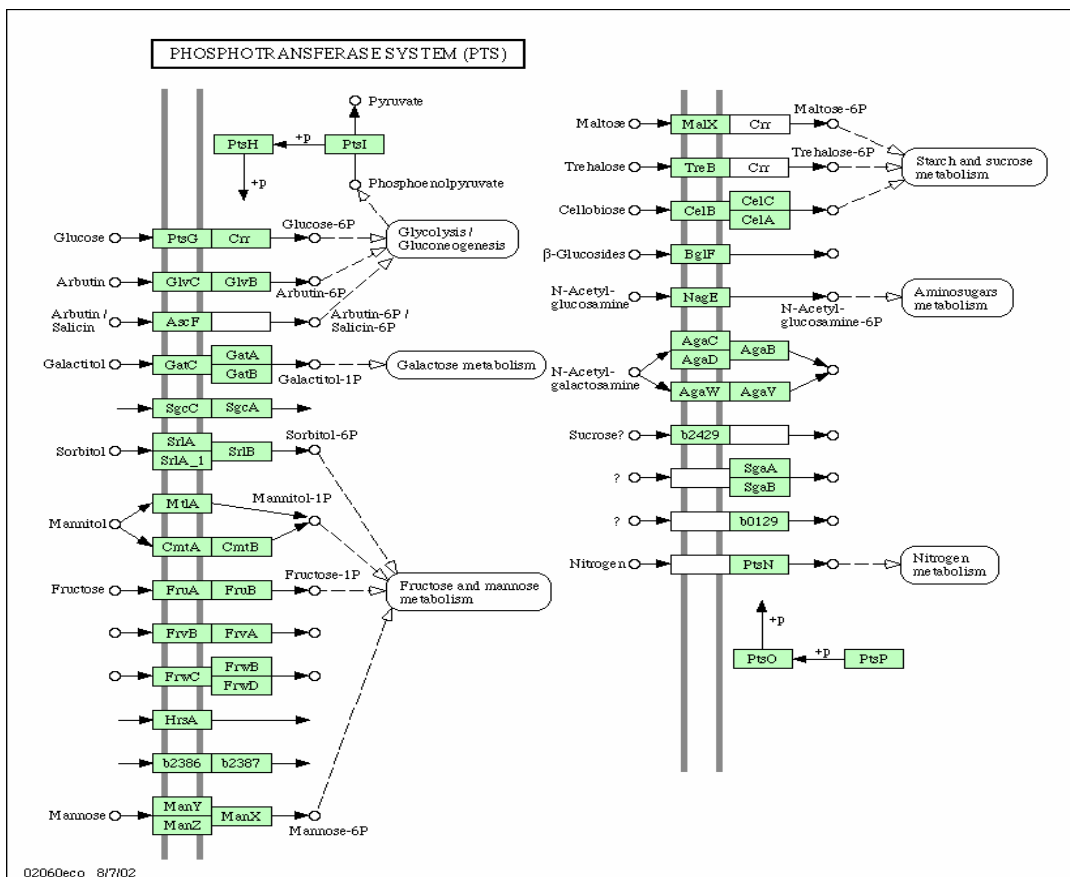 PHOSPHOTRANSFERASE SYSTEM (PTS)
Pyruvate
PtsH
+p
PtsI
+p
Phosphoenolpyruvate
Glucose
PtsG
Crr
Glucose-6P
Glycolysis /
Gluconeogenesis
Arbutin
GlvC
GlvB
Arbutin-6P
Arbutin /
Salicin
AscF
Arbutin-6P /
Salicin-6P
Galactitol
GatC
GatA
GatB
Galactitol-1P
Galactose metabolism
SgcC
SgcA
Sorbitol
SrlA
SrlA_1
SrlB
Sorbitol-6P
Mannitol
MtlA
Mannitol-1P
CmtA
CmtB
Fructose
FruA
FruB
Fructose-1P
Fructose and mannose
metabolism
FrvB
FrvA
FrwC
FrwB
FrwD
HrsA
b2386
b2387
Mannose
ManY
ManZ
ManX
Mannose-6P
Maltose
MalX
Crr
Maltose-6P
Trehalose
TreB
Crr
Trehalose-6P
Starch and sucrose
metabolism
Cellobiose
CelB
CelC
CelA
β-Glucosides
BglF
N-Acetyl-
glucosamine
NagE
N-Acetyl-
glucosamine-6P
Aminosugars
metabolism
N-Acetyl-
galactosamine
AgaC
AgaD
AgaB
AgaW
AgaV
Sucrose?
b2429
?
SgaA
SgaB
?
b0129
Nitrogen
PtsN
Nitrogen
metabolism
+p
PtsO
+p
PtsP
02060eco 8/7/02